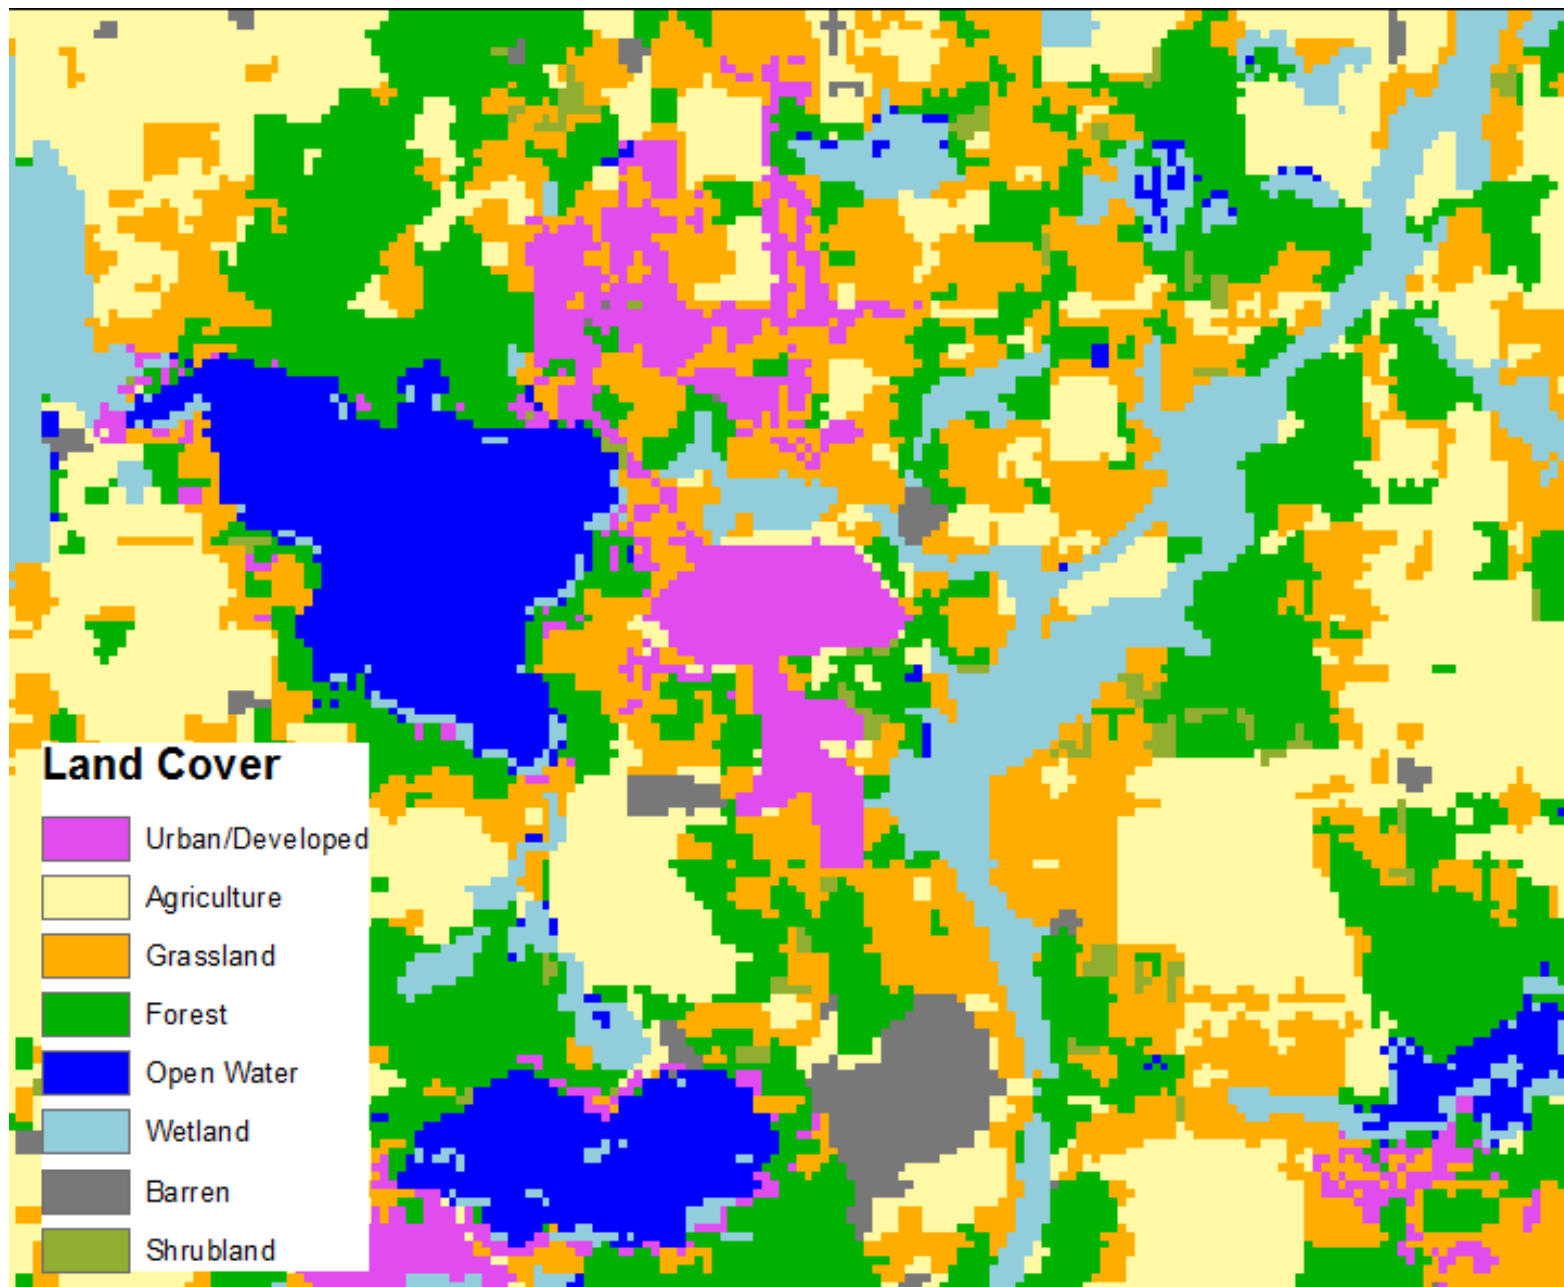 Land Cover
Urban/Developed
Agriculture
Grassland
Forest
Open Water
Wetland
Barren
Shrubland